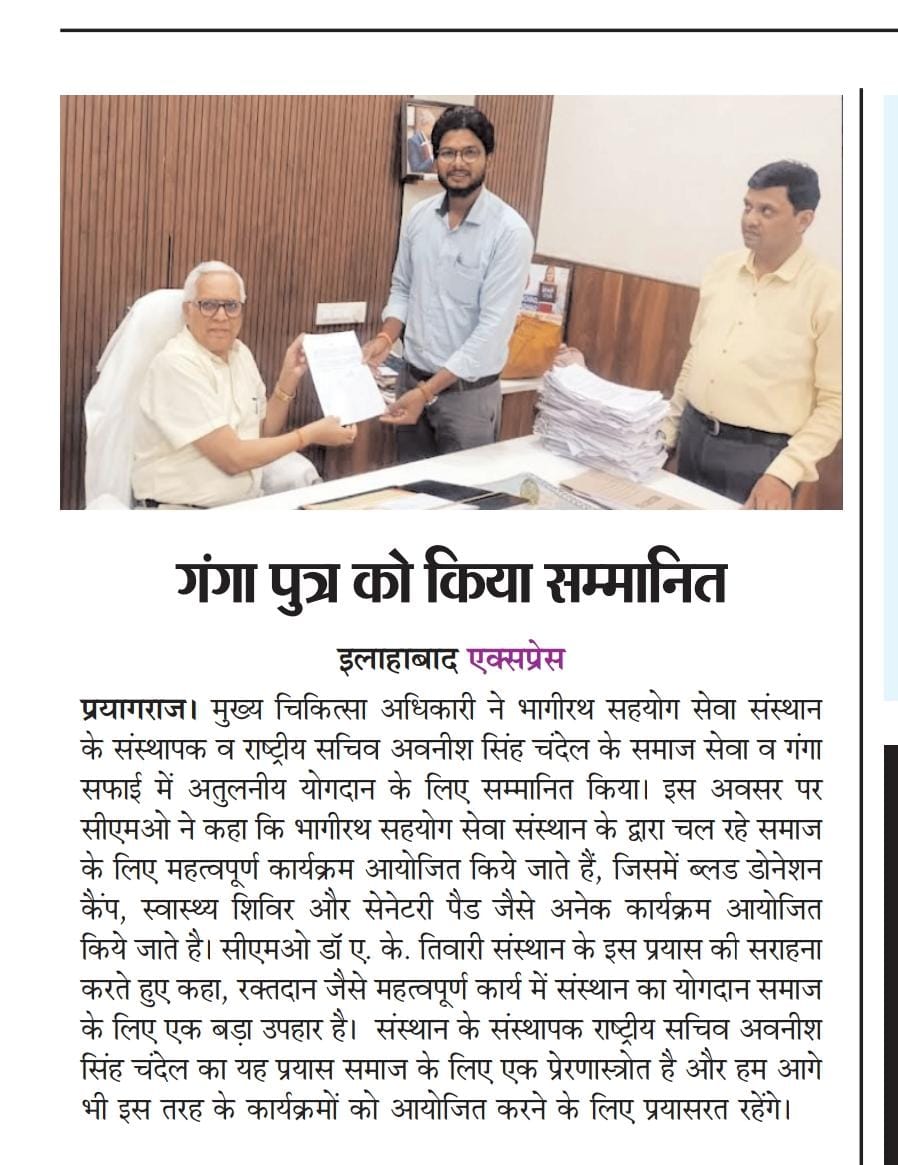 गंगा पुत्र को किया सम्मानित
इलाहाबाद एक्सप्रेस
प्रयागराज। मुख्य चिकित्सा अधिकारी ने भागीरथ सहयोग सेवा संस्थान
के संस्थापक व राष्ट्रीय सचिव अवनीश सिंह चंदेल के समाज सेवा व गंगा
सफाई में अतुलनीय योगदान के लिए सम्मानित किया। इस अवसर पर
सीएमओ ने कहा कि भागीरथ सहयोग सेवा संस्थान के द्वारा चल रहे समाज
के लिए महत्वपूर्ण कार्यक्रम आयोजित किये जाते हैं, जिसमें ब्लड डोनेशन
कैंप, स्वास्थ्य शिविर और सेनेटरी पैड जैसे अनेक कार्यक्रम आयोजित
किये जाते है। सीएमओ डॉ ए. के. तिवारी संस्थान के इस प्रयास की सराहना
करते हुए कहा, रक्तदान जैसे महत्वपूर्ण कार्य में संस्थान का योगदान समाज
के लिए एक बड़ा उपहार है। संस्थान के संस्थापक राष्ट्रीय सचिव अवनीश
सिंह चंदेल का यह प्रयास समाज के लिए एक प्रेरणास्त्रोत है और हम आगे
भी इस तरह के कार्यक्रमों को आयोजित करने के लिए प्रयासरत रहेंगे।